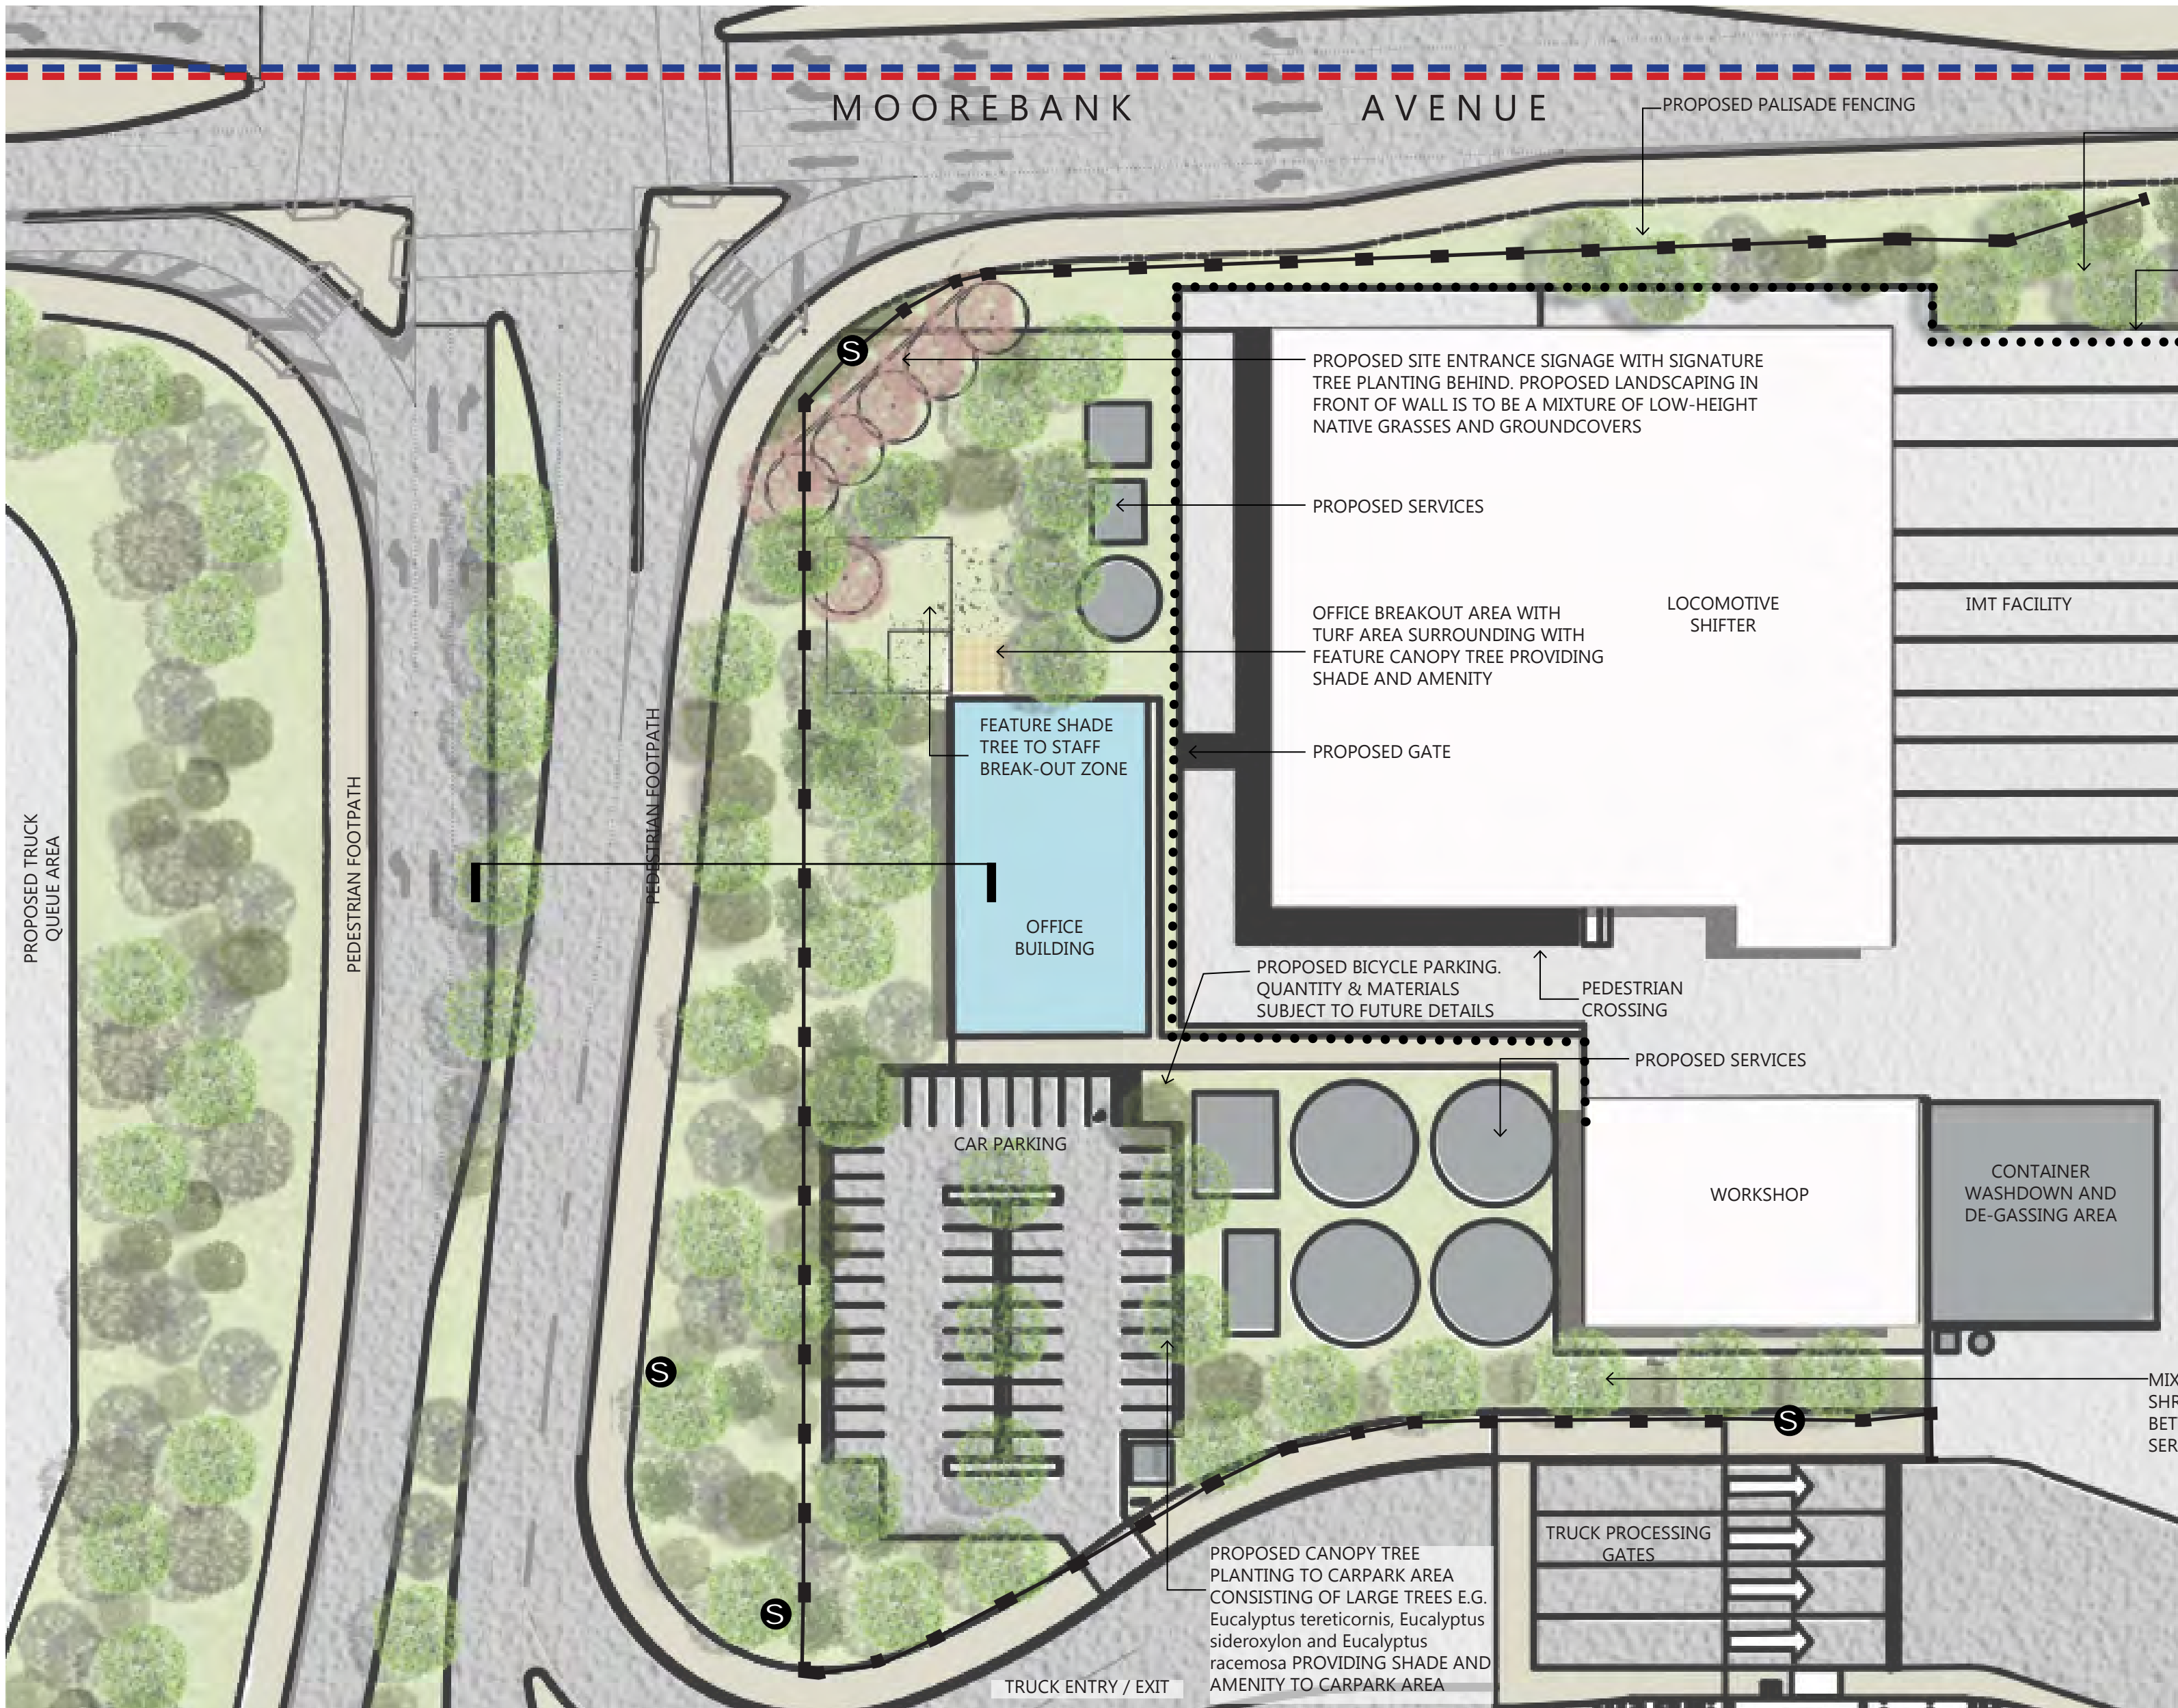 MOOREBANK AVENUE
PROPOSED PALISADE FENCING
S
PROPOSED SITE ENTRANCE SIGNAGE WITH SIGNATURE
TREE PLANTING BEHIND. PROPOSED LANDSCAPING IN
FRONT OF WALL IS TO BE A MIXTURE OF LOW-HEIGHT
NATIVE GRASSES AND GROUNDCOVERS
PROPOSED SERVICES
OFFICE BREAKOUT AREA WITH
TURF AREA SURROUNDING WITH
FEATURE CANOPY TREE PROVIDING
SHADE AND AMENITY
LOCOMOTIVE
SHIFTER
IMT FACILITY
FEATURE SHADE
TREE TO STAFF
BREAK-OUT ZONE
PROPOSED GATE
PROPOSED TRUCK
QUEUE AREA
PEDESTRIAN FOOTPATH
PEDESTRIAN FOOTPATH
OFFICE
BUILDING
PROPOSED BICYCLE PARKING.
QUANTITY & MATERIALS
SUBJECT TO FUTURE DETAILS
PEDESTRIAN
CROSSING
PROPOSED SERVICES
CAR PARKING
WORKSHOP
CONTAINER
WASHDOWN AND
DE-GASSING AREA
S
MIX
SHR
BET
SER
S
TRUCK PROCESSING
GATES
PROPOSED CANOPY TREE
PLANTING TO CARPARK AREA
CONSISTING OF LARGE TREES E.G.
Eucalyptus tereticornis, Eucalyptus
sideroxylon and Eucalyptus
racemosa PROVIDING SHADE AND
AMENITY TO CARPARK AREA
S
TRUCK ENTRY / EXIT